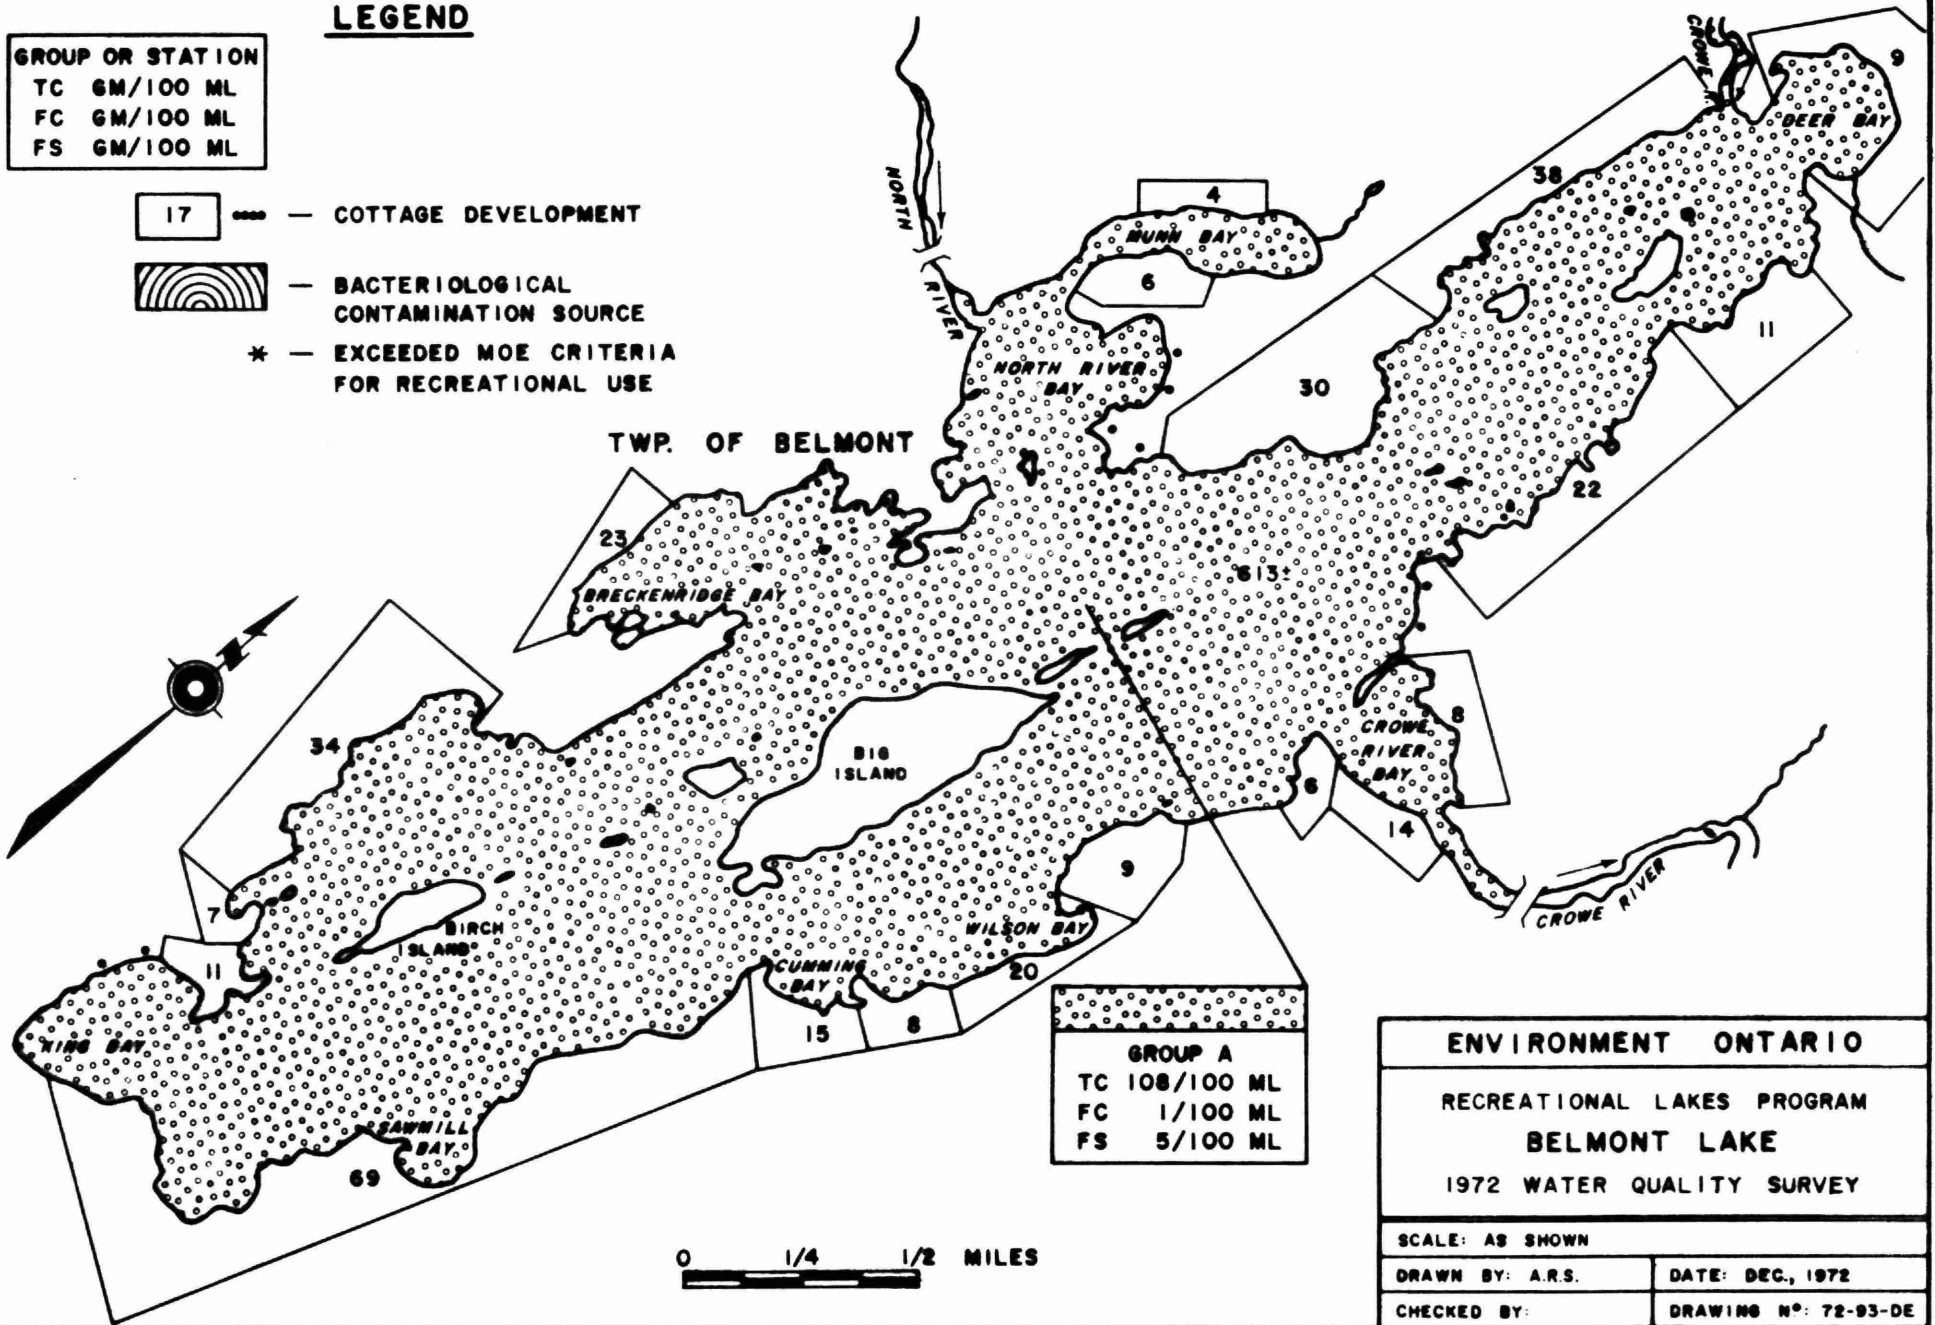 LEGEND
GROUP OR STATION
TC GM/100 ML
FC GM/100 ML
FS GM/100 ML
17 — COTTAGE DEVELOPMENT
— BACTERIOLOGICAL
CONTAMINATION SOURCE
* — EXCEEDED MOE CRITERIA
FOR RECREATIONAL USE
CROWE R.
9
DEER BAY
38
NORTH
RIVER
4
MUNN BAY
6
11
NORTH RIVER
BAY
30
TWP. OF BELMONT
22
23
BRECKENRIDGE BAY
613±
N
34
BIG
ISLAND
8
CROWE
RIVER
BAY
6
14
CROWE RIVER
9
7
BIRCH
ISLAND
11
WILSON BAY
20
CUMMING
BAY
15
8
KING BAY
SAWMILL
BAY
69
GROUP A
TC 108/100 ML
FC 1/100 ML
FS 5/100 ML
0 1/4 1/2 MILES
ENVIRONMENT ONTARIO
RECREATIONAL LAKES PROGRAM
BELMONT LAKE
1972 WATER QUALITY SURVEY
SCALE: AS SHOWN
DRAWN BY: A.R.S.
DATE: DEC., 1972
CHECKED BY:
DRAWING Nº: 72-93-DE